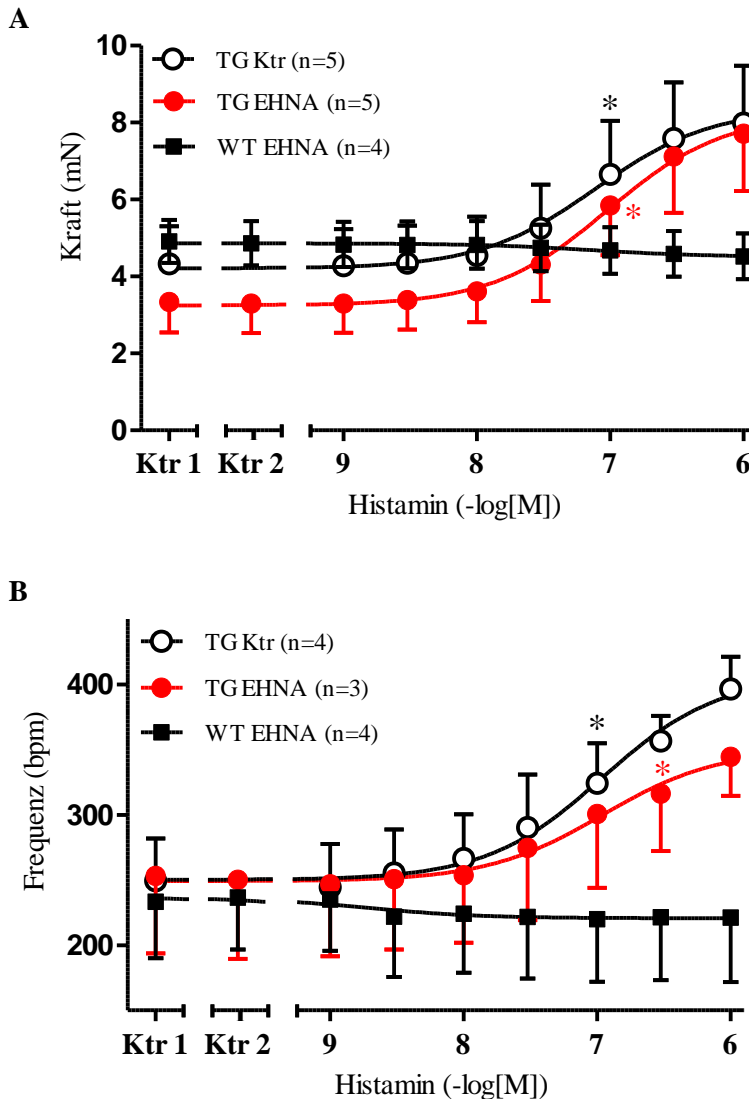 A
10
8
6
4
2
0
Kraft (mN)
TG Ktr (n=5)
TG EHNA (n=5)
WT EHNA (n=4)
*
*
Ktr 1 Ktr 2 9 8 7 6
Histamin (-log[M])
B
400
300
200
Frequenz (bpm)
TG Ktr (n=4)
TG EHNA (n=3)
WT EHNA (n=4)
*
*
Ktr 1 Ktr 2 9 8 7 6
Histamin (-log[M])